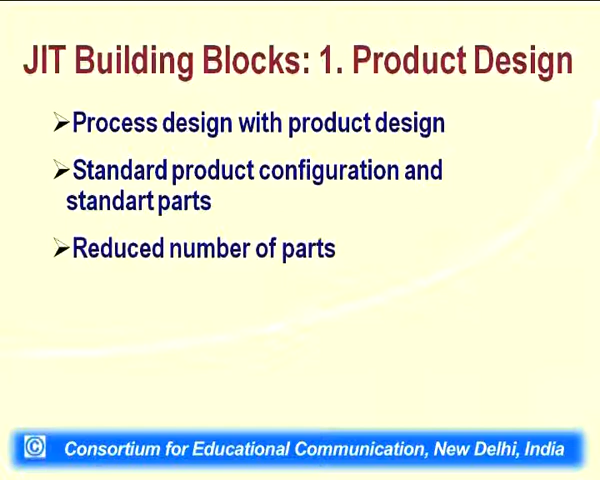 JIT Building Blocks: 1. Product Design
➢Process design with product design
➢Standard product configuration and
standart parts
➢Reduced number of parts
© Consortium for Educational Communication, New Delhi, India